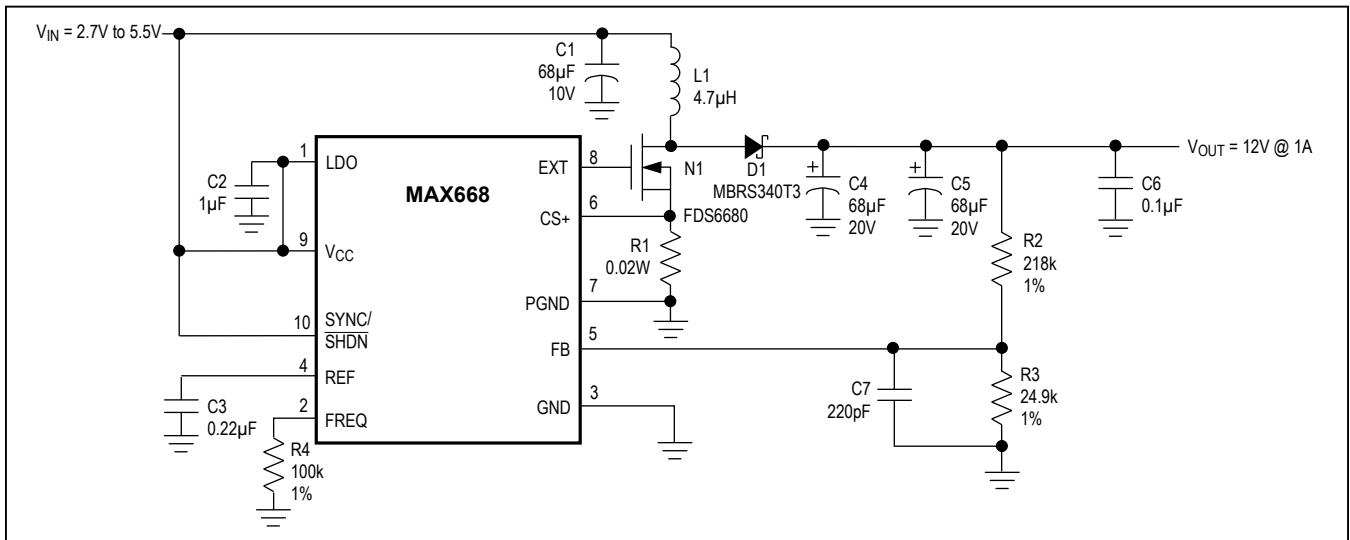 V_IN = 2.7V to 5.5V
C1
68µF
10V
L1
4.7µH
1
LDO
C2
1µF
MAX668
EXT
8
N1
FDS6680
D1
MBRS340T3
+
C4
68µF
20V
+
C5
68µF
20V
V_OUT = 12V @ 1A
C6
0.1µF
6
CS+
R1
0.02W
R2
218k
1%
9
V_CC
7
PGND
10
SYNC/
SHDN
5
FB
4
REF
C3
0.22µF
C7
220pF
R3
24.9k
1%
2
FREQ
3
GND
R4
100k
1%